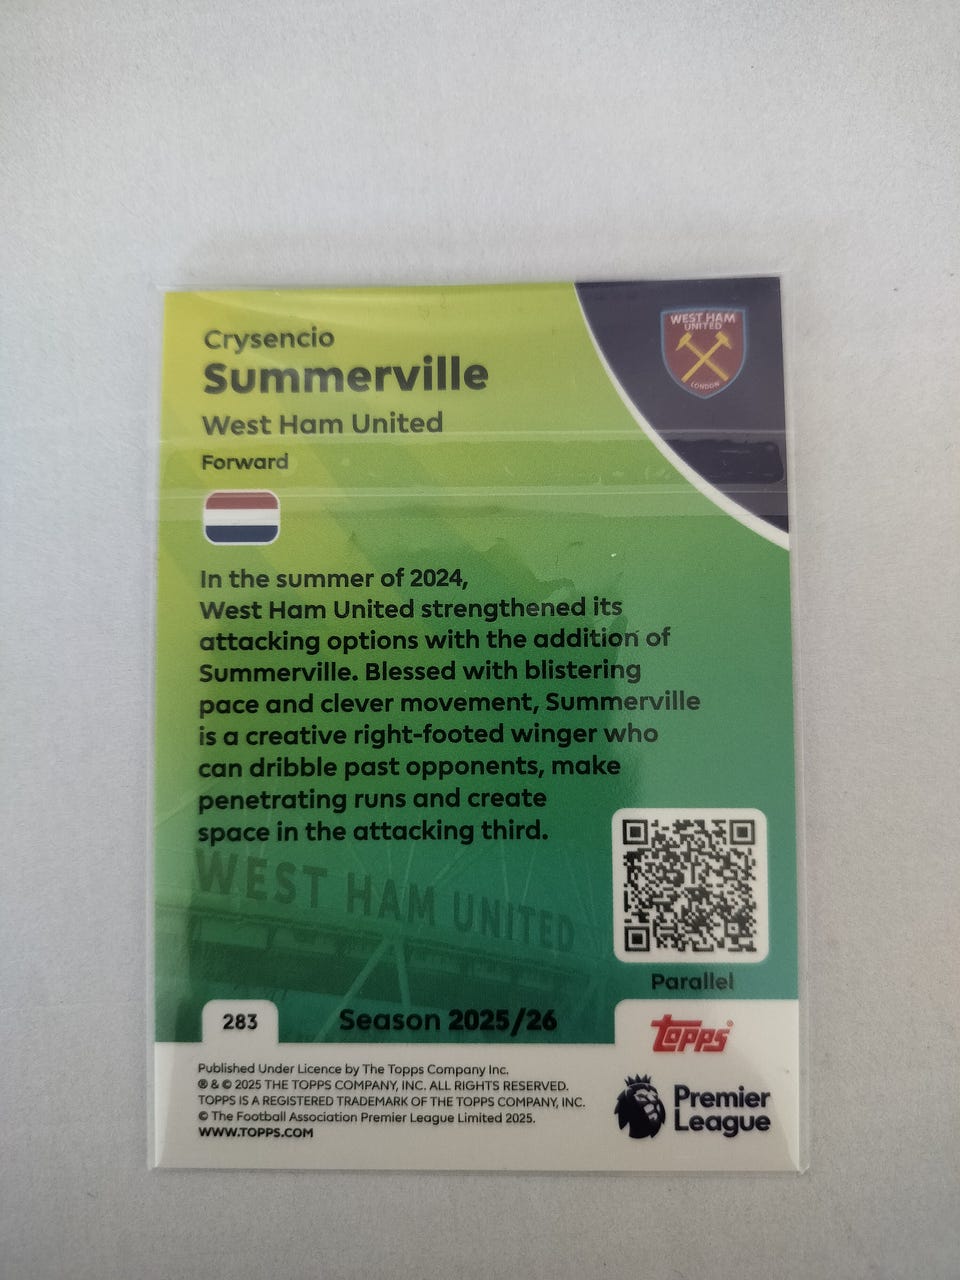 Crysencio
Summerville
West Ham United
Forward
WEST HAM
UNITED
LONDON
In the summer of 2024,
West Ham United strengthened its
attacking options with the addition of
Summerville. Blessed with blistering
pace and clever movement, Summerville
is a creative right-footed winger who
can dribble past opponents, make
penetrating runs and create
space in the attacking third.
WEST HAM UNITED
Parallel
283
Season 2025/26
topps®
Published Under Licence by The Topps Company Inc.
® & © 2025 THE TOPPS COMPANY, INC. ALL RIGHTS RESERVED.
TOPPS IS A REGISTERED TRADEMARK OF THE TOPPS COMPANY, INC.
© The Football Association Premier League Limited 2025.
WWW.TOPPS.COM
Premier
League